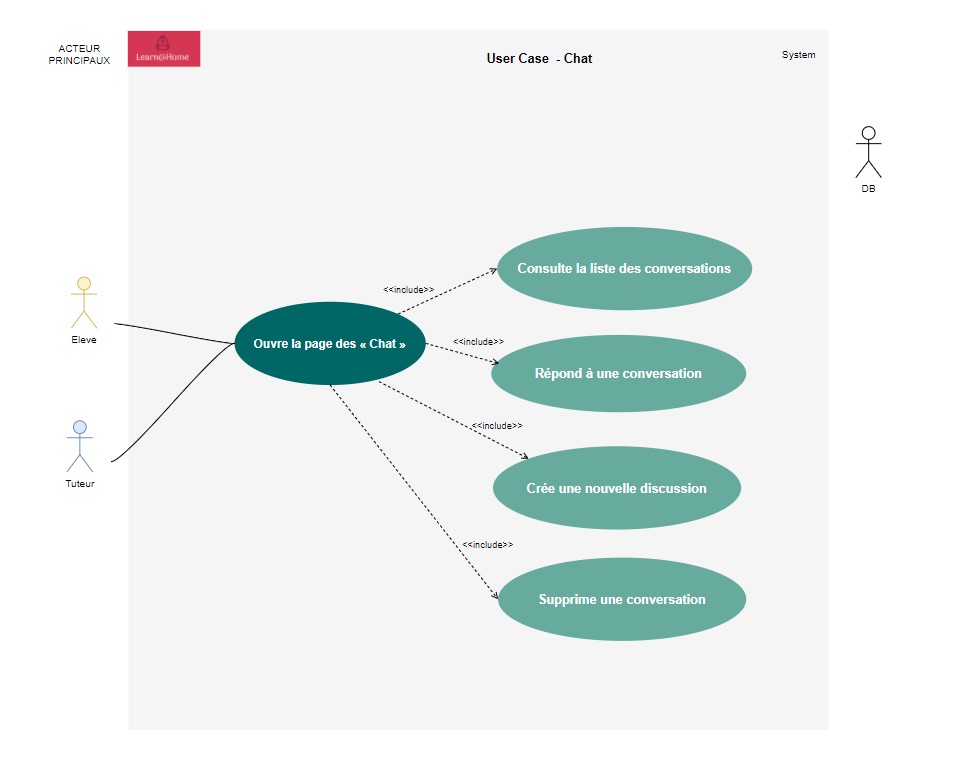 ACTEUR
PRINCIPAUX
Learn@Home
User Case - Chat
System
DB
Consulte la liste des conversations
<<include>>
Eleve
Ouvre la page des « Chat »
<<include>>
Répond à une conversation
<<include>>
Tuteur
Crée une nouvelle discussion
<<include>>
Supprime une conversation